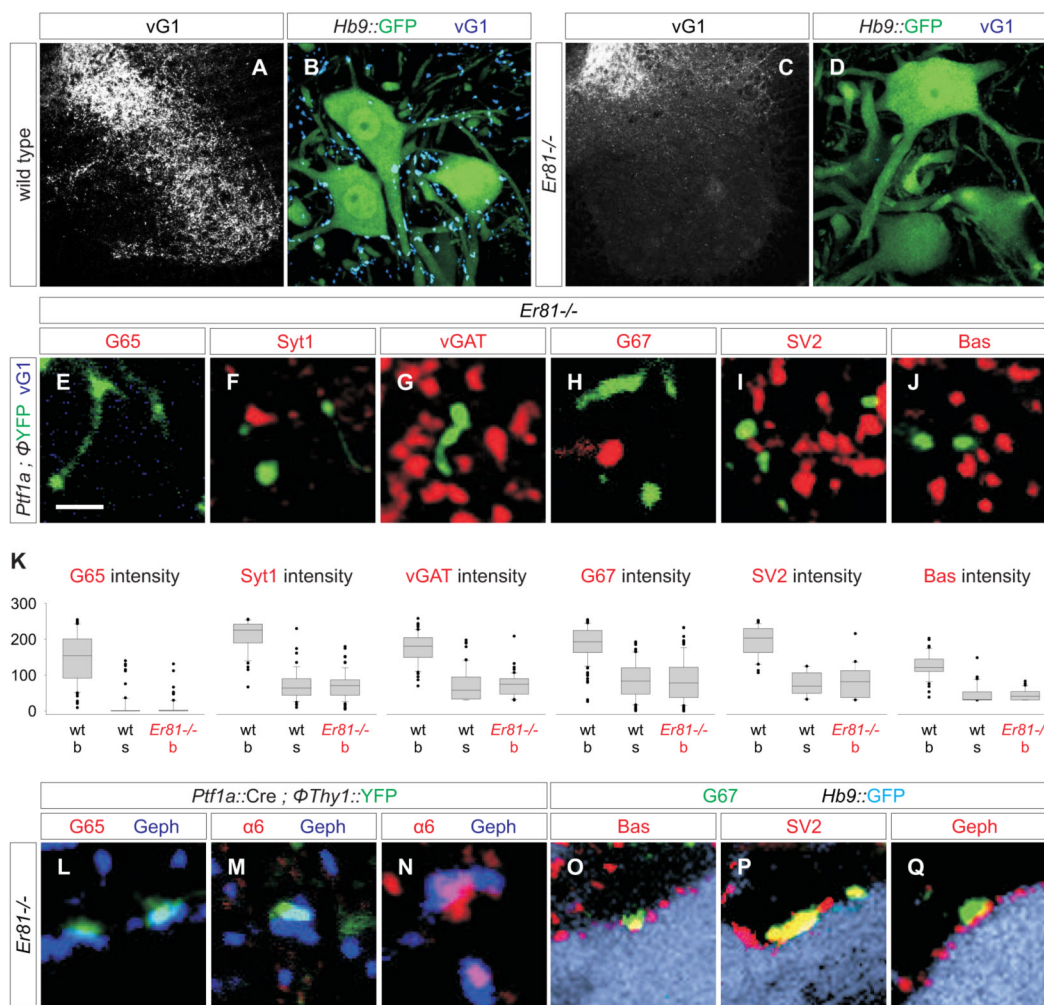 vG1
Hb9::GFP vG1
vG1
Hb9::GFP vG1
wild type
A
B
Er81-/-
C
D
Er81-/-
G65
Syt1
vGAT
G67
SV2
Bas
Ptf1a ; ΦYFP vG1
E
F
G
H
I
J
K
G65 intensity
Syt1 intensity
vGAT intensity
G67 intensity
SV2 intensity
Bas intensity
300
200
100
0
wt wt Er81-/- wt wt Er81-/- wt wt Er81-/- wt wt Er81-/- wt wt Er81-/- wt wt Er81-/-
b s b b s b b s b b s b b s b b s b
Ptf1a::Cre ; ΦThy1::YFP
G67 Hb9::GFP
G65 Geph
α6 Geph
α6 Geph
Bas
SV2
Geph
Er81-/-
L
M
N
O
P
Q